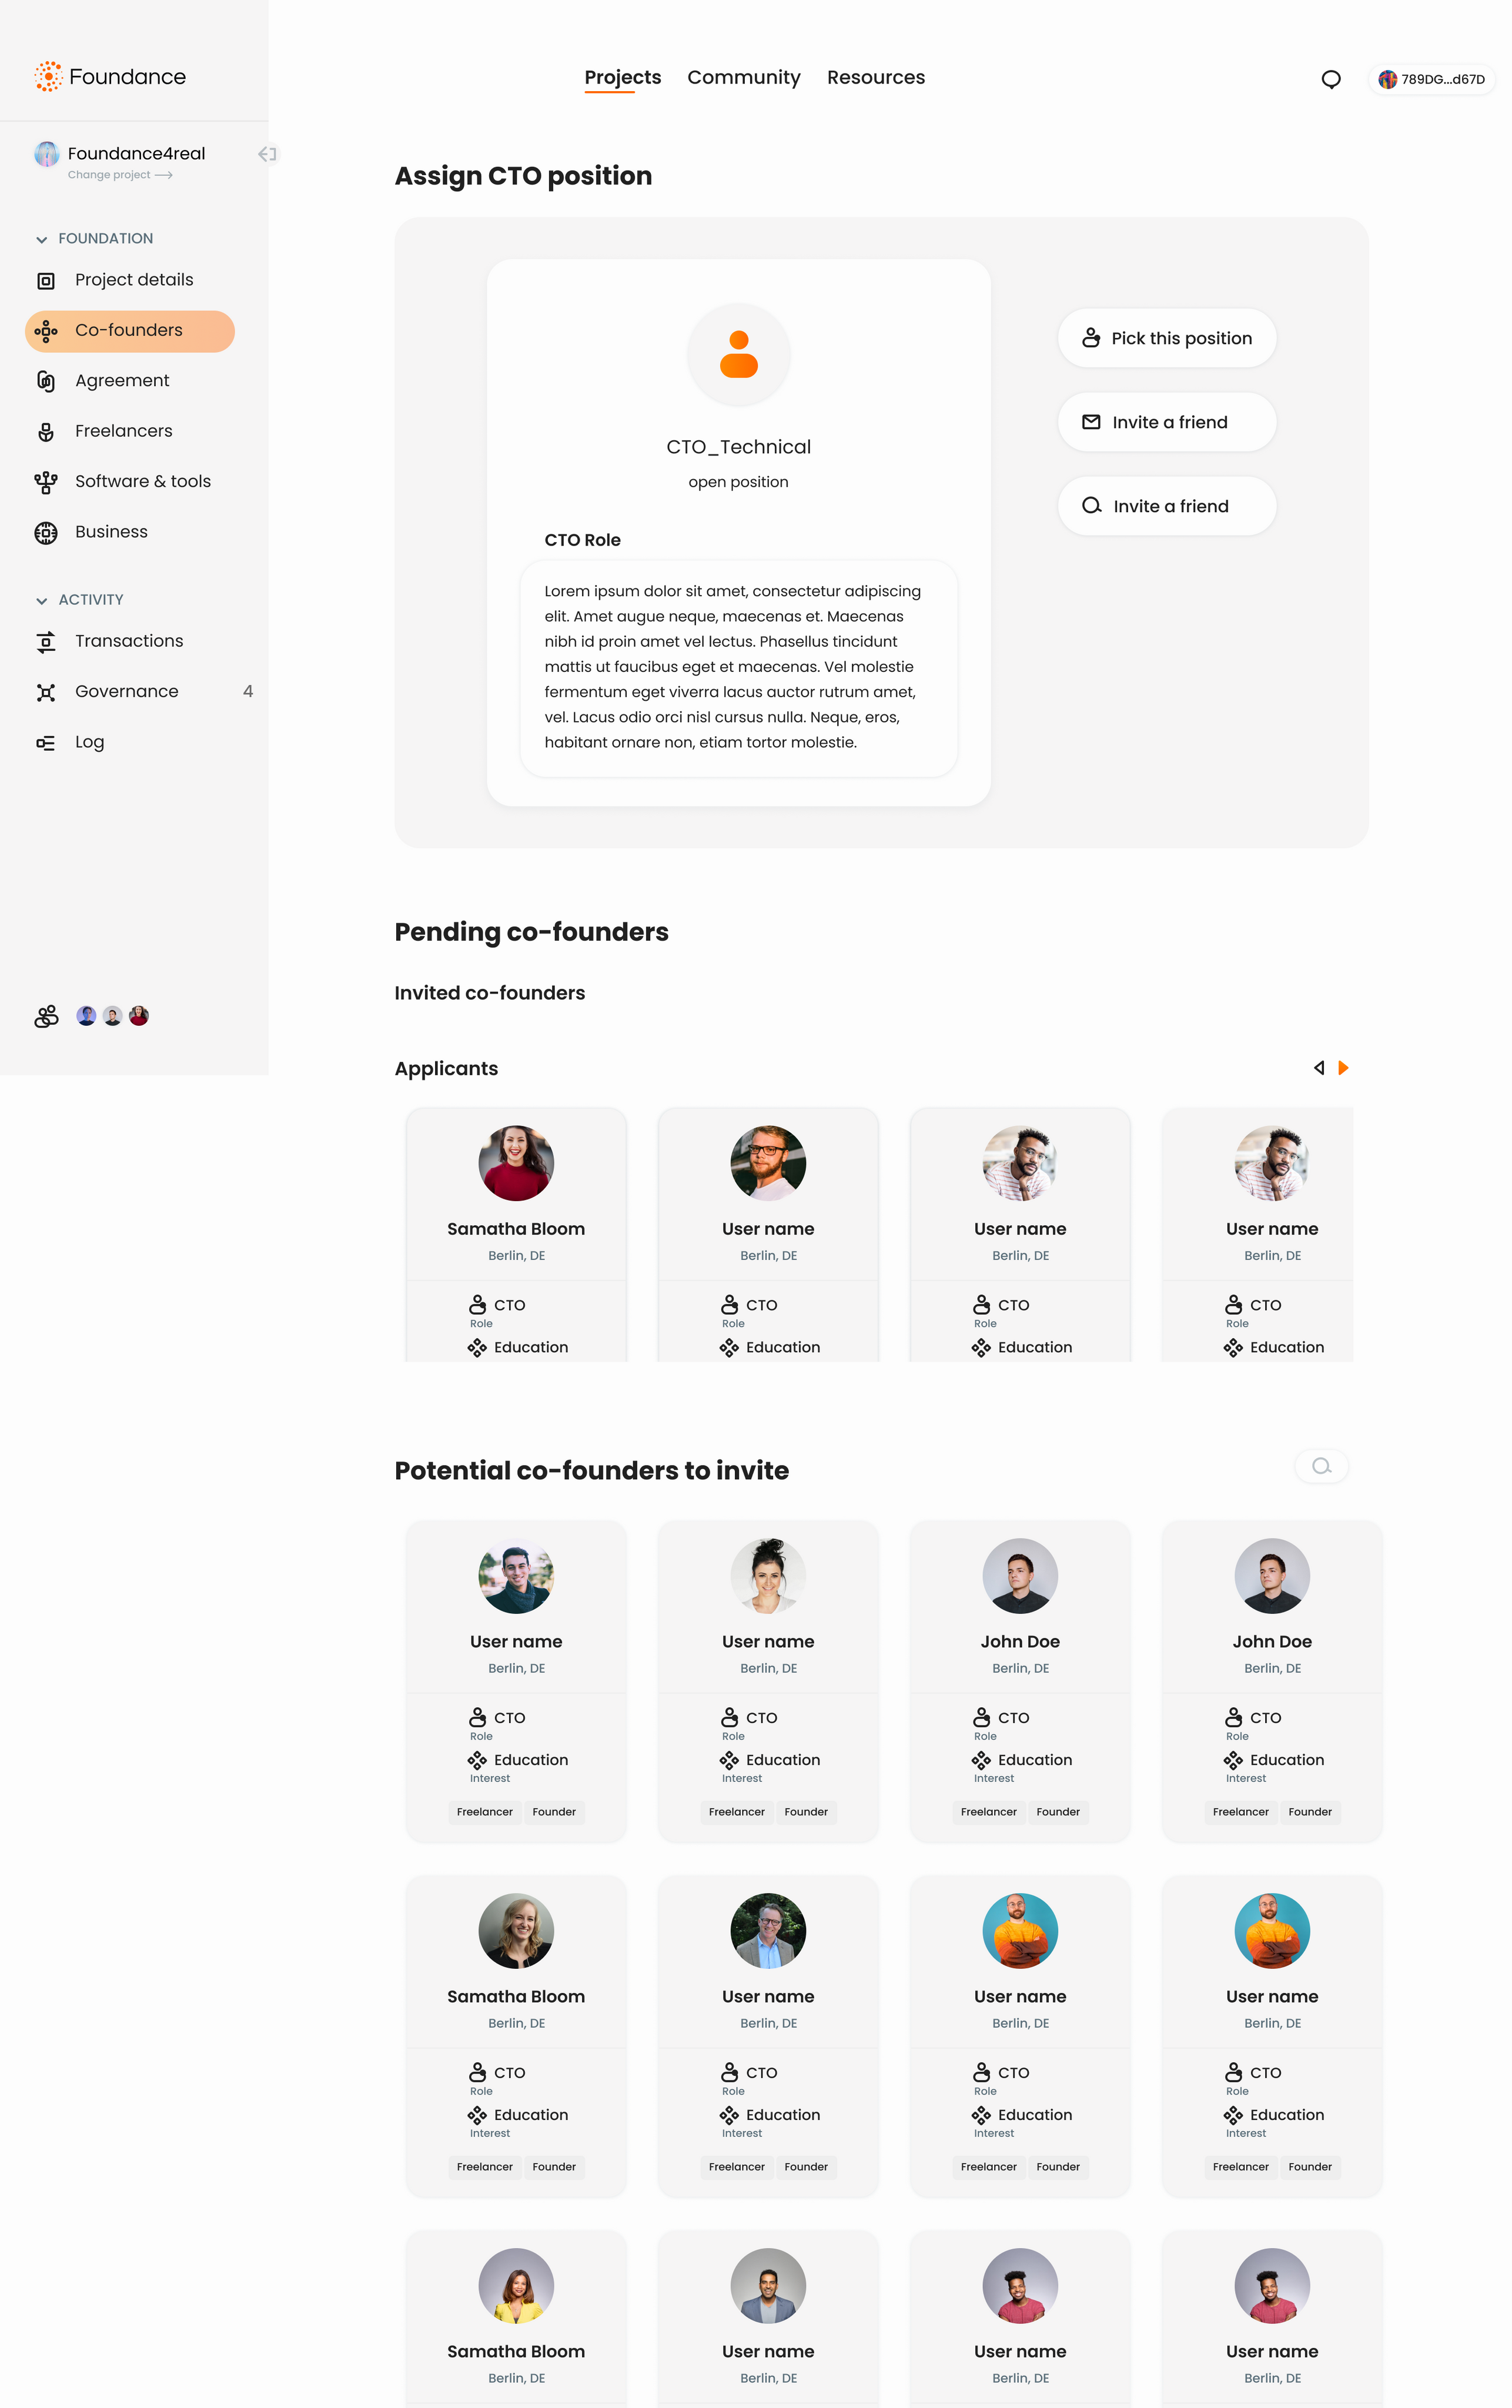 Foundance
Projects Community Resources
789DG...d67D
Foundance4real
Change project
FOUNDATION
Project details
Co-founders
Agreement
Freelancers
Software & tools
Business
ACTIVITY
Transactions
Governance 4
Log
Assign CTO position
CTO_Technical
open position
CTO Role
Lorem ipsum dolor sit amet, consectetur adipiscing
elit. Amet augue neque, maecenas et. Maecenas
nibh id proin amet vel lectus. Phasellus tincidunt
mattis ut faucibus eget et maecenas. Vel molestie
fermentum eget viverra lacus auctor rutrum amet,
vel. Lacus odio orci nisl cursus nulla. Neque, eros,
habitant ornare non, etiam tortor molestie.
Pick this position
Invite a friend
Invite a friend
Pending co-founders
Invited co-founders
Applicants
Samatha Bloom User name User name User name
Berlin, DE Berlin, DE Berlin, DE Berlin, DE
CTO CTO CTO CTO
Role Role Role Role
Education Education Education Education
Potential co-founders to invite
User name User name John Doe John Doe
Berlin, DE Berlin, DE Berlin, DE Berlin, DE
CTO CTO CTO CTO
Role Role Role Role
Education Education Education Education
Interest Interest Interest Interest
Freelancer Founder Freelancer Founder Freelancer Founder Freelancer Founder
Samatha Bloom User name User name User name
Berlin, DE Berlin, DE Berlin, DE Berlin, DE
CTO CTO CTO CTO
Role Role Role Role
Education Education Education Education
Interest Interest Interest Interest
Freelancer Founder Freelancer Founder Freelancer Founder Freelancer Founder
Samatha Bloom User name User name User name
Berlin, DE Berlin, DE Berlin, DE Berlin, DE